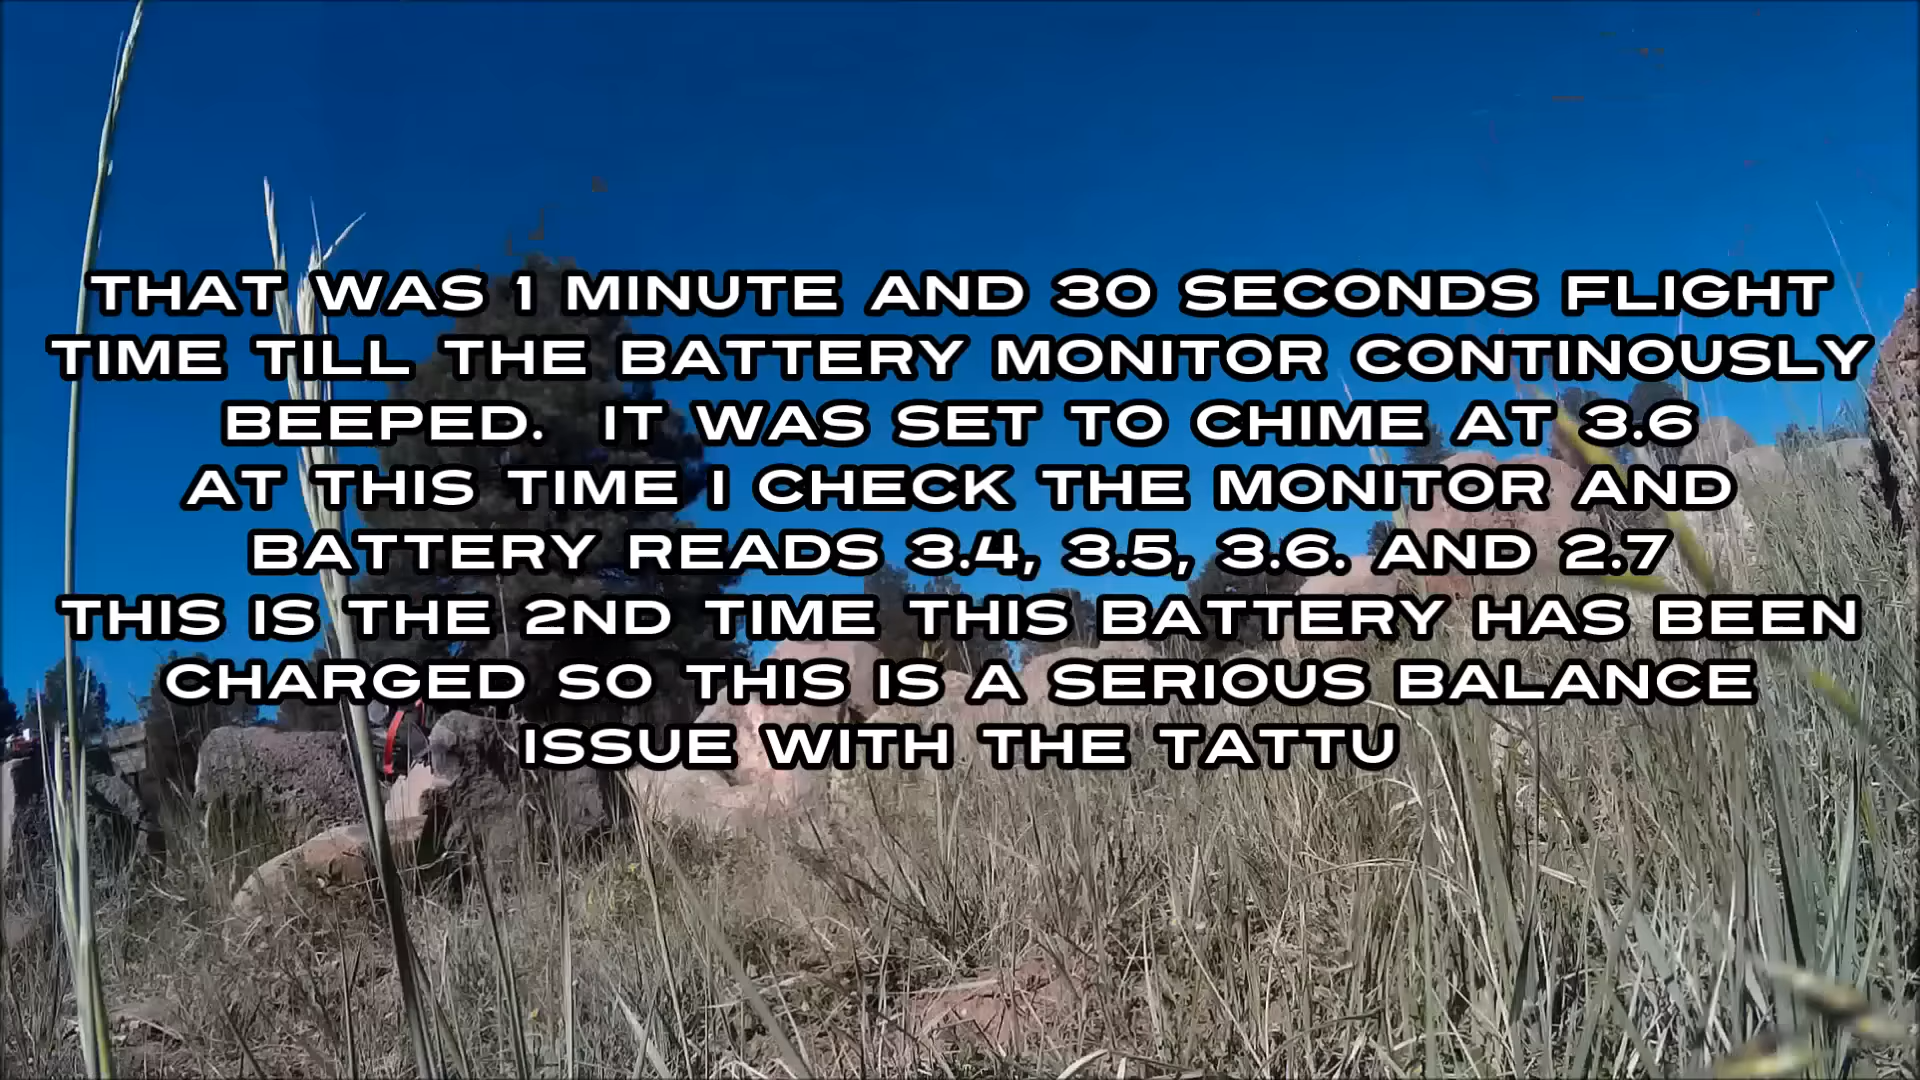 THAT WAS 1 MINUTE AND 30 SECONDS FLIGHT
TIME TILL THE BATTERY MONITOR CONTINOUSLY
BEEPED. IT WAS SET TO CHIME AT 3.6
AT THIS TIME I CHECK THE MONITOR AND
BATTERY READS 3.4, 3.5, 3.6. AND 2.7
THIS IS THE 2ND TIME THIS BATTERY HAS BEEN
CHARGED SO THIS IS A SERIOUS BALANCE
ISSUE WITH THE TATTU